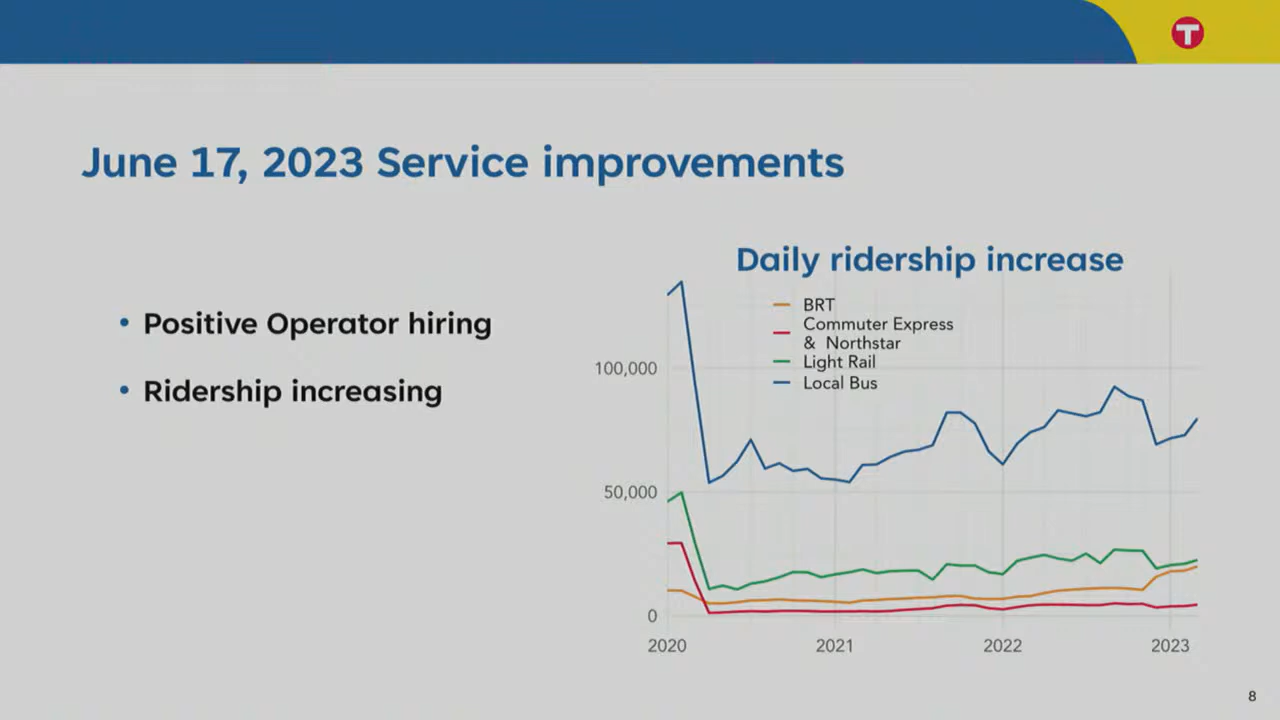 T
June 17, 2023 Service improvements
• Positive Operator hiring
• Ridership increasing
Daily ridership increase
BRT
Commuter Express
& Northstar
Light Rail
Local Bus
100,000
50,000
0
2020 2021 2022 2023
8